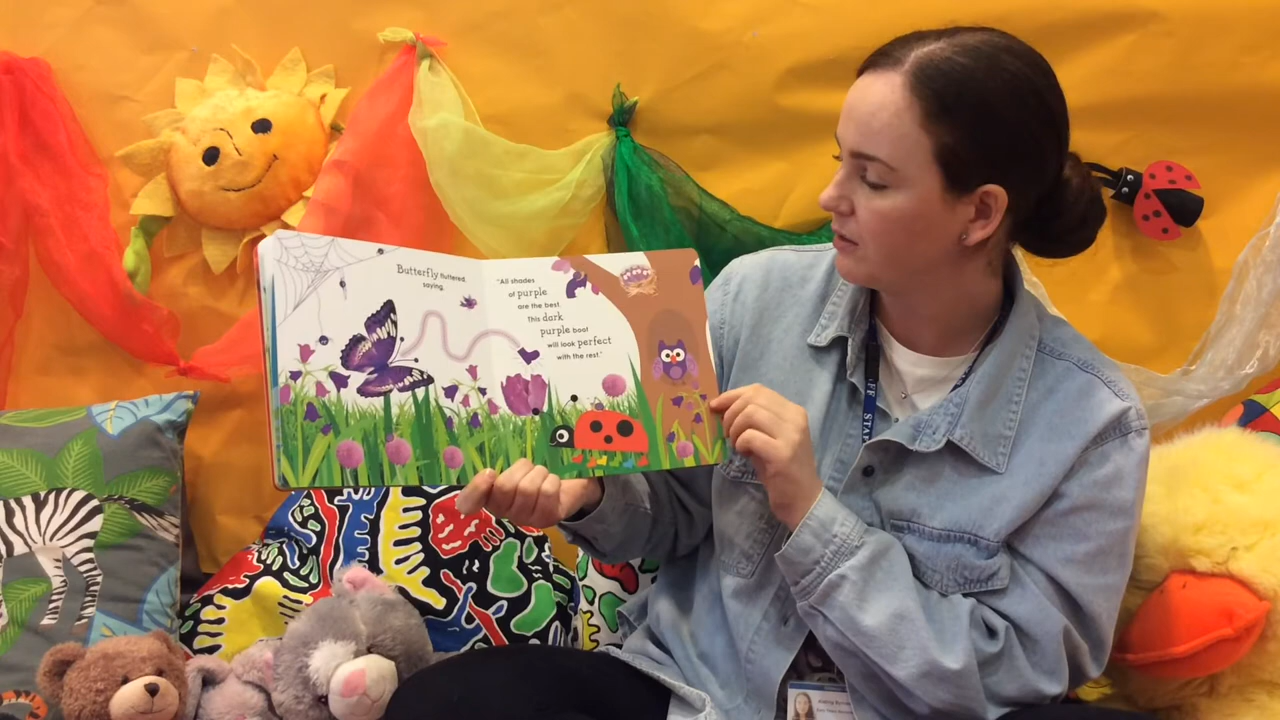 Butterfly fluttered,
saying,
"All shades
of purple
are the best.
This dark
purple boot
will look perfect
with the rest."
STAFF